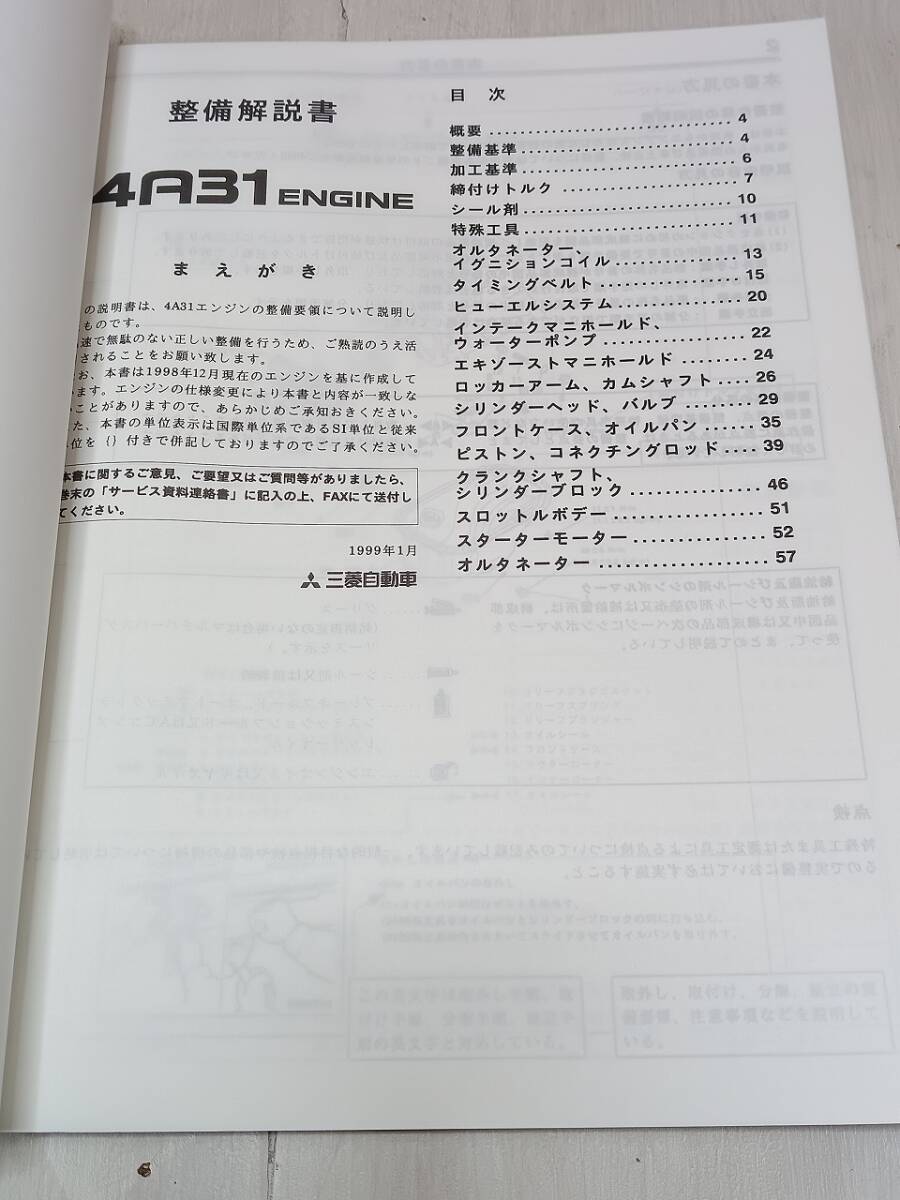 整備解説書
4A31 ENGINE
まえがき
の説明書は、4A31エンジンの整備要領について説明し
ものです。
速で無駄のない正しい整備を行うため、ご熟読のうえ活
されることをお願い致します。
お、本書は1998年12月現在のエンジンを基に作成して
ます。エンジンの仕様変更により本書と内容が一致しな
ことがありますので、あらかじめご承知おきください。
た、本書の単位表示は国際単位系であるSI単位と従来
位を { } 付きで併記しておりますのでご了承ください。
本書に関するご意見、ご要望又はご質問等がありましたら、
巻末の「サービス資料連絡書」に記入の上、FAXにて送付し
てください。
1999年1月
三菱自動車
目 次
概要 ................................ 4
整備基準 ............................. 4
加工基準 ............................. 6
締付けトルク ......................... 7
シール剤 ............................ 10
特殊工具 ............................ 11
オルタネーター、
イグニションコイル ................. 13
タイミングベルト ................... 15
ヒューエルシステム ................. 20
インテークマニホールド、
ウォーターポンプ ................... 22
エキゾーストマニホールド ........... 24
ロッカーアーム、カムシャフト .... 26
シリンダーヘッド、バルブ ......... 29
フロントケース、オイルパン ...... 35
ピストン、コネクチングロッド .... 39
クランクシャフト、
シリンダーブロック ................. 46
スロットルボデー ................... 51
スターターモーター ................. 52
オルタネーター ..................... 57